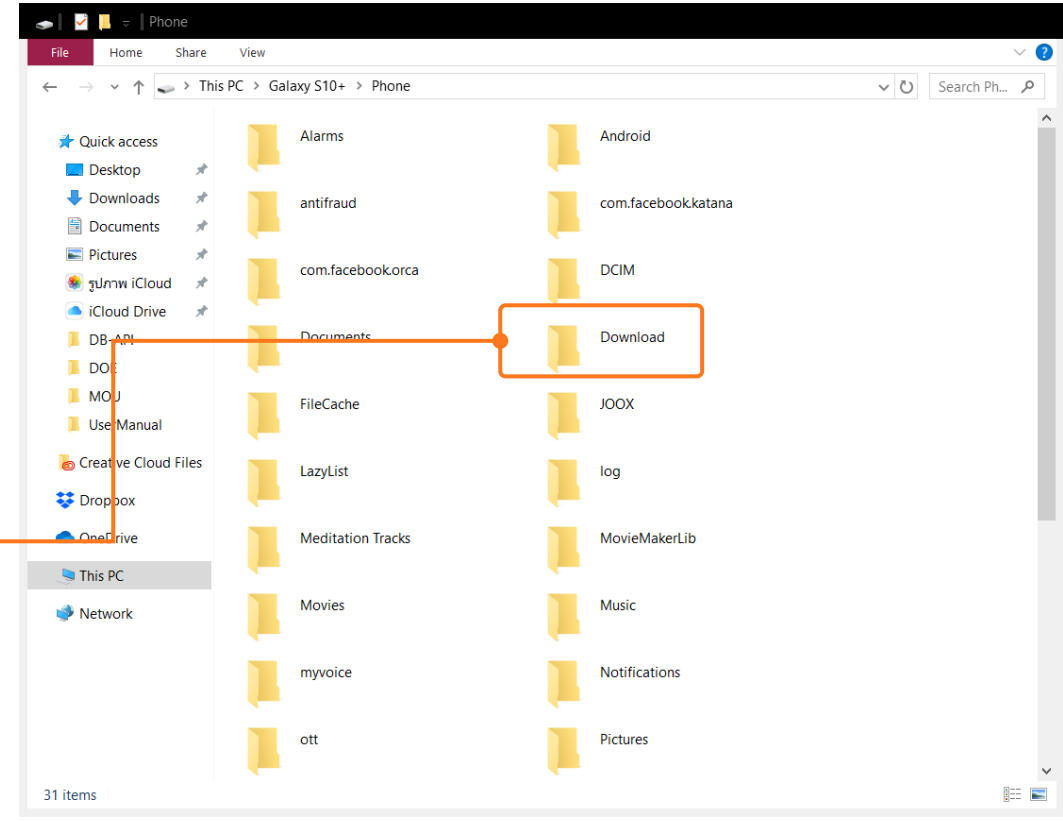 Phone
File Home Share View
This PC > Galaxy S10+ > Phone Search Ph...
Quick access
Desktop
Downloads
Documents
Pictures
รูปภาพ iCloud
iCloud Drive
DB-API
DOE
MOU
UserManual
Creative Cloud Files
Dropbox
OneDrive
This PC
Network
Alarms Android
antifraud com.facebook.katana
com.facebook.orca DCIM
Documents Download
FileCache JOOX
LazyList log
Meditation Tracks MovieMakerLib
Movies Music
myvoice Notifications
ott Pictures
31 items